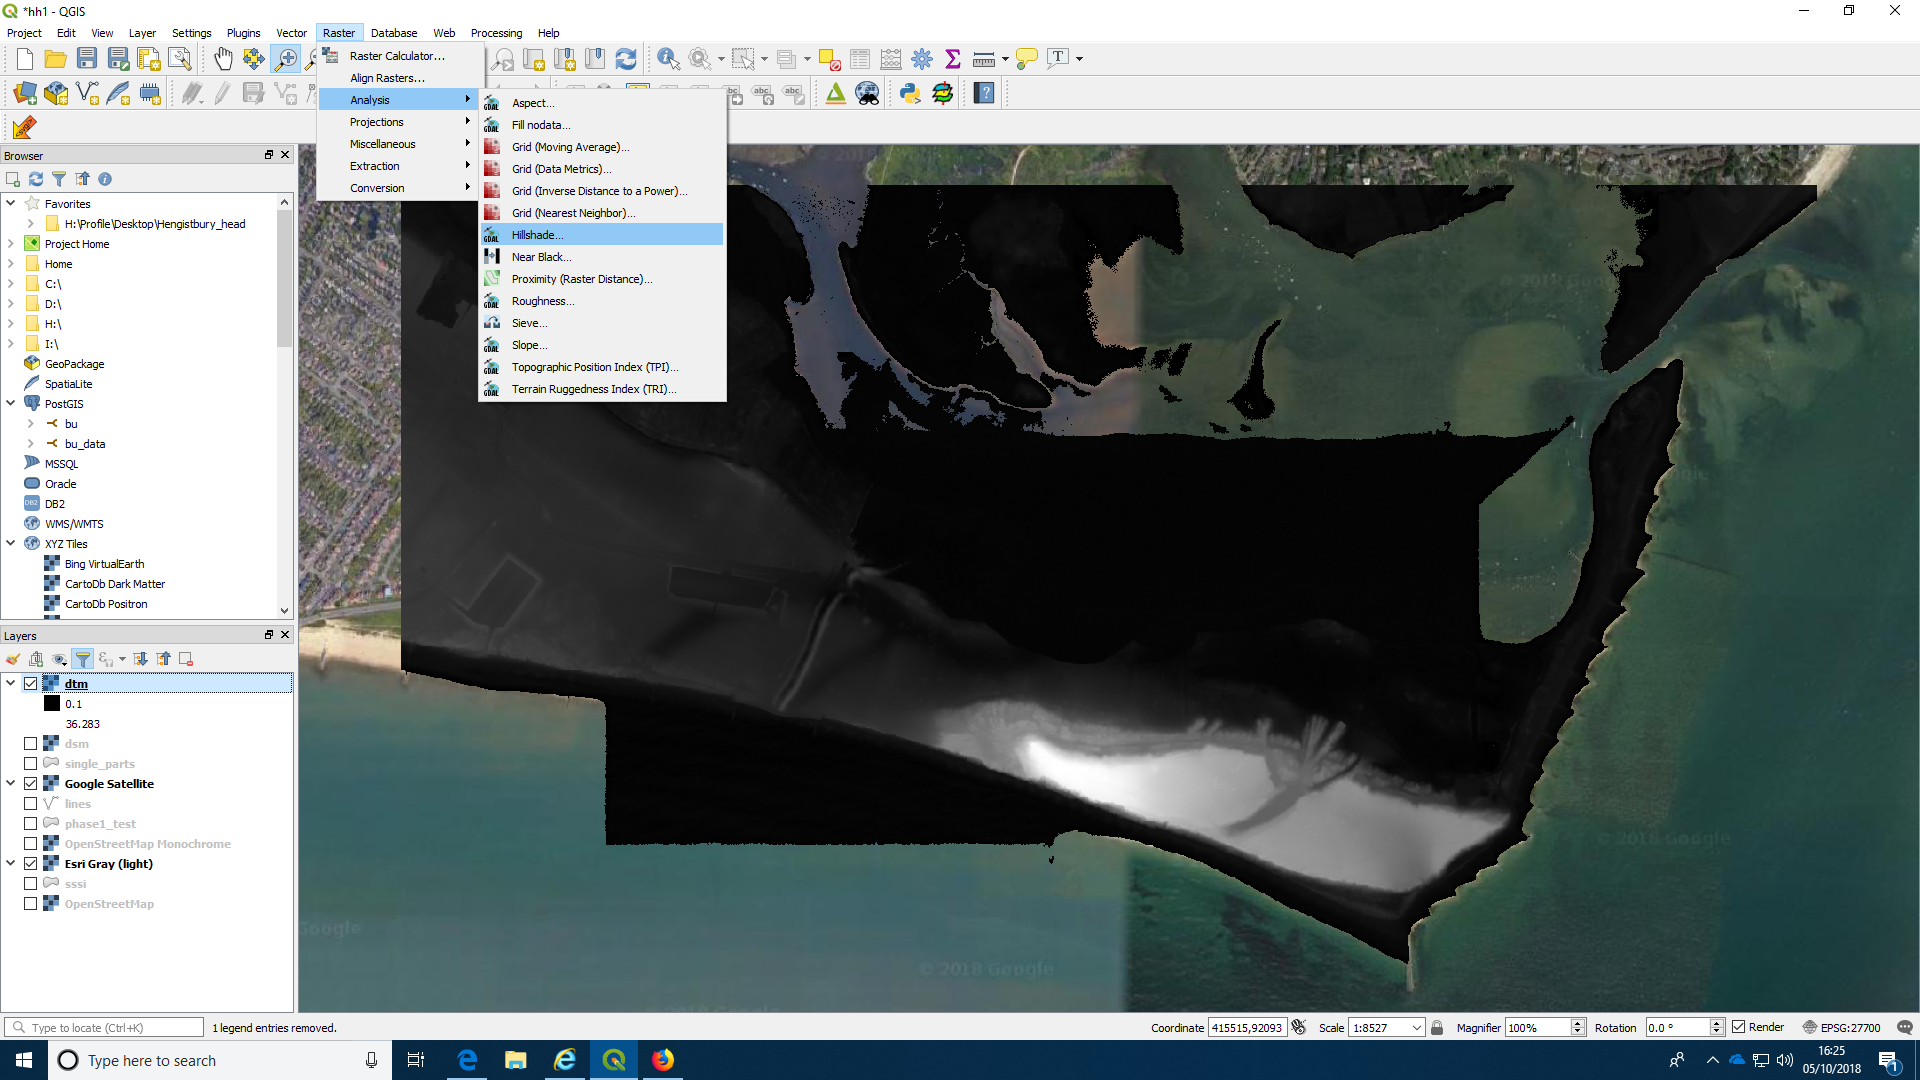 *hh1 - QGIS
Project Edit View Layer Settings Plugins Vector Raster Database Web Processing Help
Raster Calculator...
Align Rasters...
Analysis
Projections
Miscellaneous
Extraction
Conversion
Aspect...
Fill nodata...
Grid (Moving Average)...
Grid (Data Metrics)...
Grid (Inverse Distance to a Power)...
Grid (Nearest Neighbor)...
Hillshade...
Near Black...
Proximity (Raster Distance)...
Roughness...
Sieve...
Slope...
Topographic Position Index (TPI)...
Terrain Ruggedness Index (TRI)...
Browser
Favorites
H:\Profile\Desktop\Hengistbury_head
Project Home
Home
C:\
D:\
H:\
I:\
GeoPackage
SpatiaLite
PostGIS
bu
bu_data
MSSQL
Oracle
DB2
WMS/WMTS
XYZ Tiles
Bing VirtualEarth
CartoDb Dark Matter
CartoDb Positron
Layers
dtm
0.1
36.283
dsm
single_parts
Google Satellite
lines
phase1_test
OpenStreetMap Monochrome
Esri Gray (light)
sssi
OpenStreetMap
Google
© 2018 Google
© 2018 Google
Type to locate (Ctrl+K)
1 legend entries removed.
Coordinate 415515,92093 Scale 1:8527 Magnifier 100% Rotation 0.0 ° Render EPSG:27700
Type here to search
16:25
05/10/2018
1